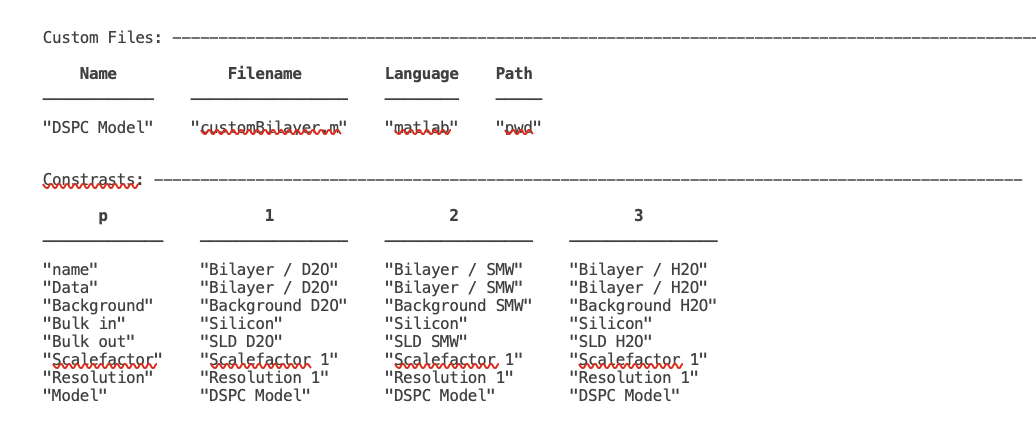 Custom Files: ----------------------------------------------------------------------------------------------
Name Filename Language Path
"DSPC Model" "customBilayer.m" "matlab" "pwd"
Constrasts: ----------------------------------------------------------------------------------------------
p 1 2 3
"name" "Bilayer / D2O" "Bilayer / SMW" "Bilayer / H2O"
"Data" "Bilayer / D2O" "Bilayer / SMW" "Bilayer / H2O"
"Background" "Background D2O" "Background SMW" "Background H2O"
"Bulk in" "Silicon" "Silicon" "Silicon"
"Bulk out" "SLD D2O" "SLD SMW" "SLD H2O"
"Scalefactor" "Scalefactor 1" "Scalefactor 1" "Scalefactor 1"
"Resolution" "Resolution 1" "Resolution 1" "Resolution 1"
"Model" "DSPC Model" "DSPC Model" "DSPC Model"